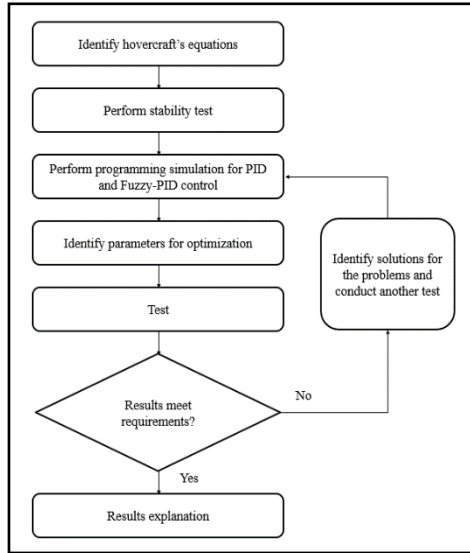 Identify hovercraft's equations
Perform stability test
Perform programming simulation for PID
and Fuzzy-PID control
Identify parameters for optimization
Identify solutions for
the problems and
conduct another test
Test
Results meet
requirements?
No
Yes
Results explanation